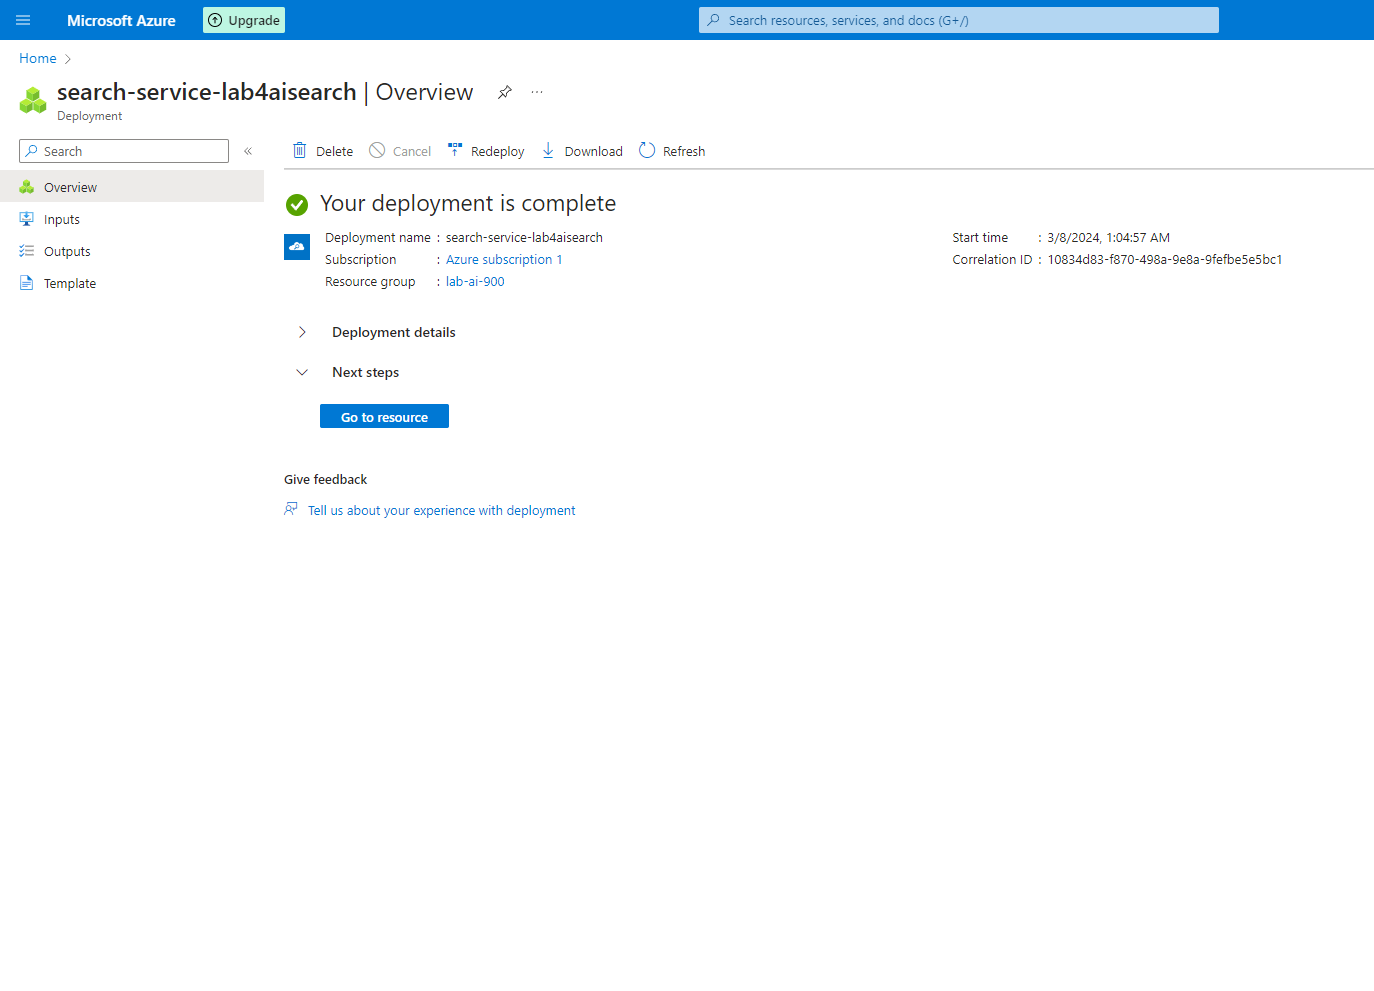 Microsoft Azure
Upgrade
Search resources, services, and docs (G+/)
Home
search-service-lab4aisearch | Overview
Deployment
Search
Overview
Inputs
Outputs
Template
Delete Cancel Redeploy Download Refresh
Your deployment is complete
Deployment name : search-service-lab4aisearch
Subscription : Azure subscription 1
Resource group : lab-ai-900
Start time : 3/8/2024, 1:04:57 AM
Correlation ID : 10834d83-f870-498a-9e8a-9fefbe5e5bc1
Deployment details
Next steps
Go to resource
Give feedback
Tell us about your experience with deployment